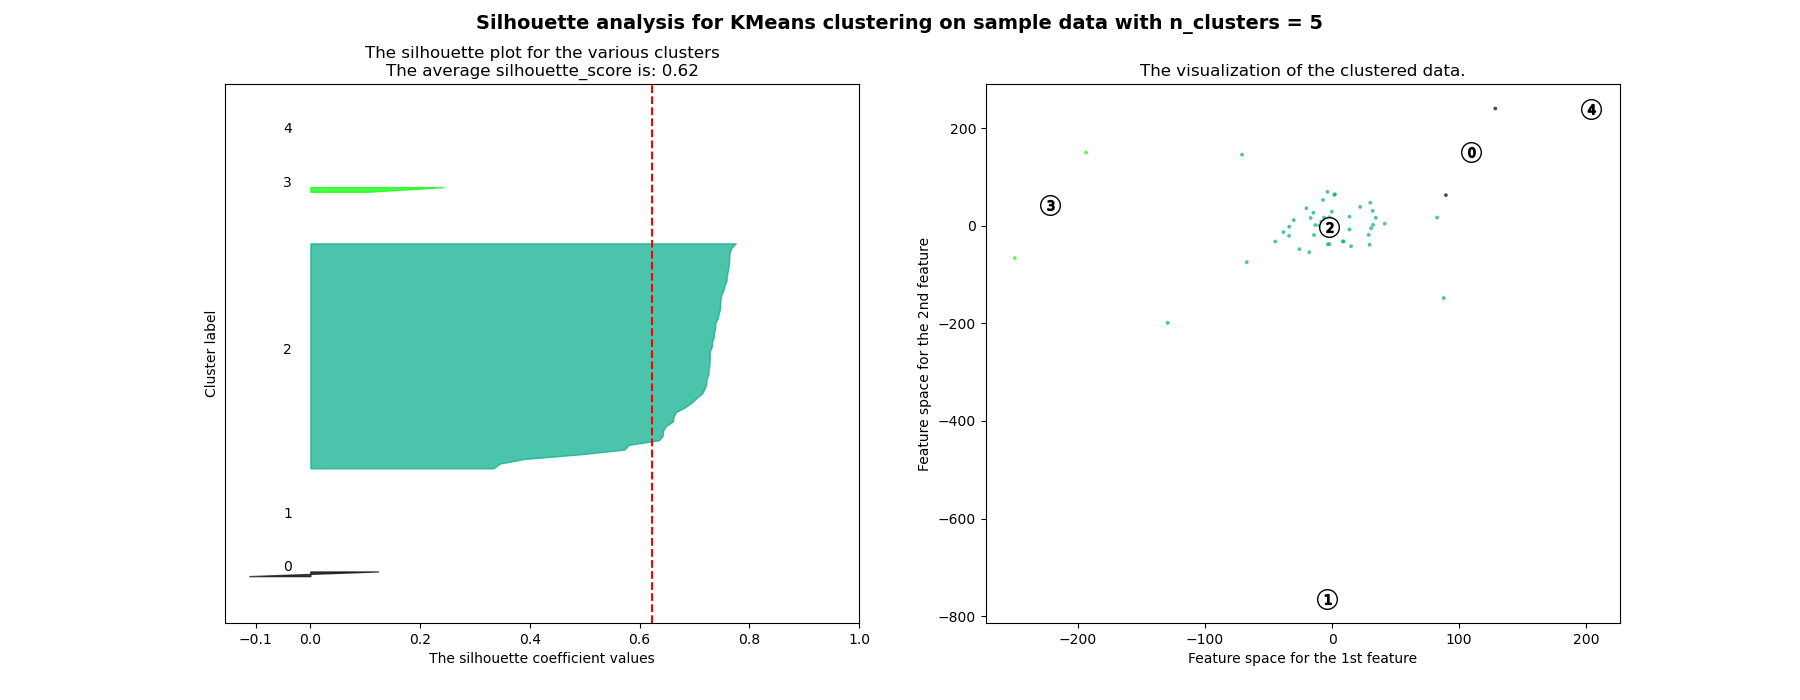 Silhouette analysis for KMeans clustering on sample data with n_clusters = 5
The silhouette plot for the various clusters
The average silhouette_score is: 0.62
Cluster label
4
3
2
1
0
−0.1 0.0 0.2 0.4 0.6 0.8 1.0
The silhouette coefficient values
The visualization of the clustered data.
Feature space for the 2nd feature
200
0
−200
−400
−600
−800
4
0
3
2
1
−200 −100 0 100 200
Feature space for the 1st feature